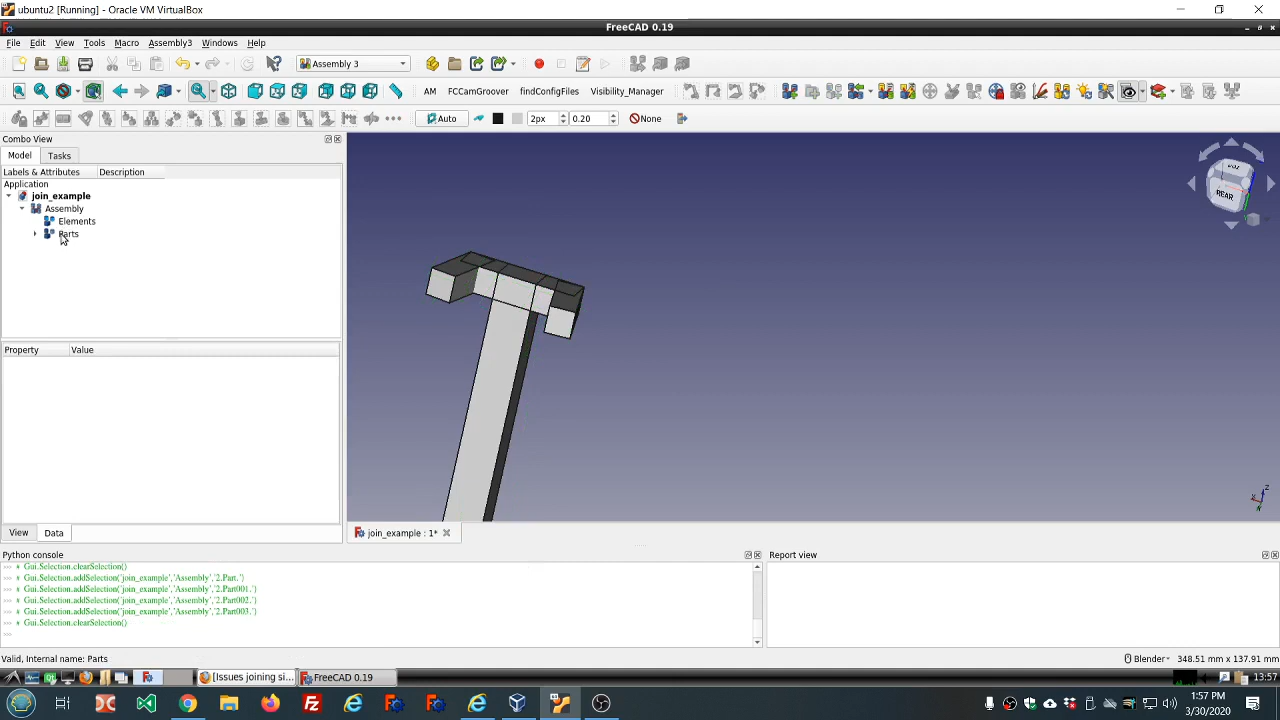 ubuntu2 [Running] - Oracle VM VirtualBox
FreeCAD 0.19
File Edit View Tools Macro Assembly3 Windows Help
Assembly 3
AM FCCamGroover findConfigFiles Visibility_Manager
Auto 2px 0.20 None
Combo View
Model Tasks
Labels & Attributes Description
Application
join_example
Assembly
Elements
Parts
TOP
REAR
Property Value
View Data
join_example : 1*
Python console
Report view
>>> # Gui.Selection.clearSelection()
>>> # Gui.Selection.addSelection('join_example','Assembly','2.Part.')
>>> # Gui.Selection.addSelection('join_example','Assembly','2.Part001.')
>>> # Gui.Selection.addSelection('join_example','Assembly','2.Part002.')
>>> # Gui.Selection.addSelection('join_example','Assembly','2.Part003.')
>>> # Gui.Selection.clearSelection()
>>>
Valid, Internal name: Parts
Blender 348.51 mm x 137.91 mm
[Issues joining si... FreeCAD 0.19 13:57
1:57 PM
3/30/2020